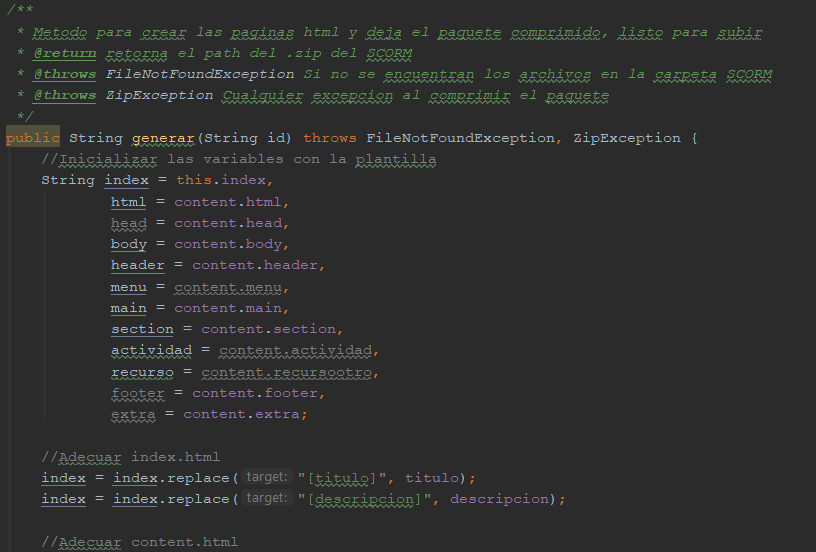 /**
* Metodo para crear las paginas html y deja el paquete comprimido, listo para subir
* @return retorna el path del .zip del SCORM
* @throws FileNotFoundException Si no se encuentran los archivos en la carpeta SCORM
* @throws ZipException Cualquier excepcion al comprimir el paquete
*/
public String generar(String id) throws FileNotFoundException, ZipException {
//Inicializar las variables con la plantilla
String index = this.index,
html = content.html,
head = content.head,
body = content.body,
header = content.header,
menu = content.menu,
main = content.main,
section = content.section,
actividad = content.actividad,
recurso = content.recursootro,
footer = content.footer,
extra = content.extra;
//Adecuar index.html
index = index.replace( target: "[titulo]", titulo);
index = index.replace( target: "[descripcion]", descripcion);
//Adecuar content.html